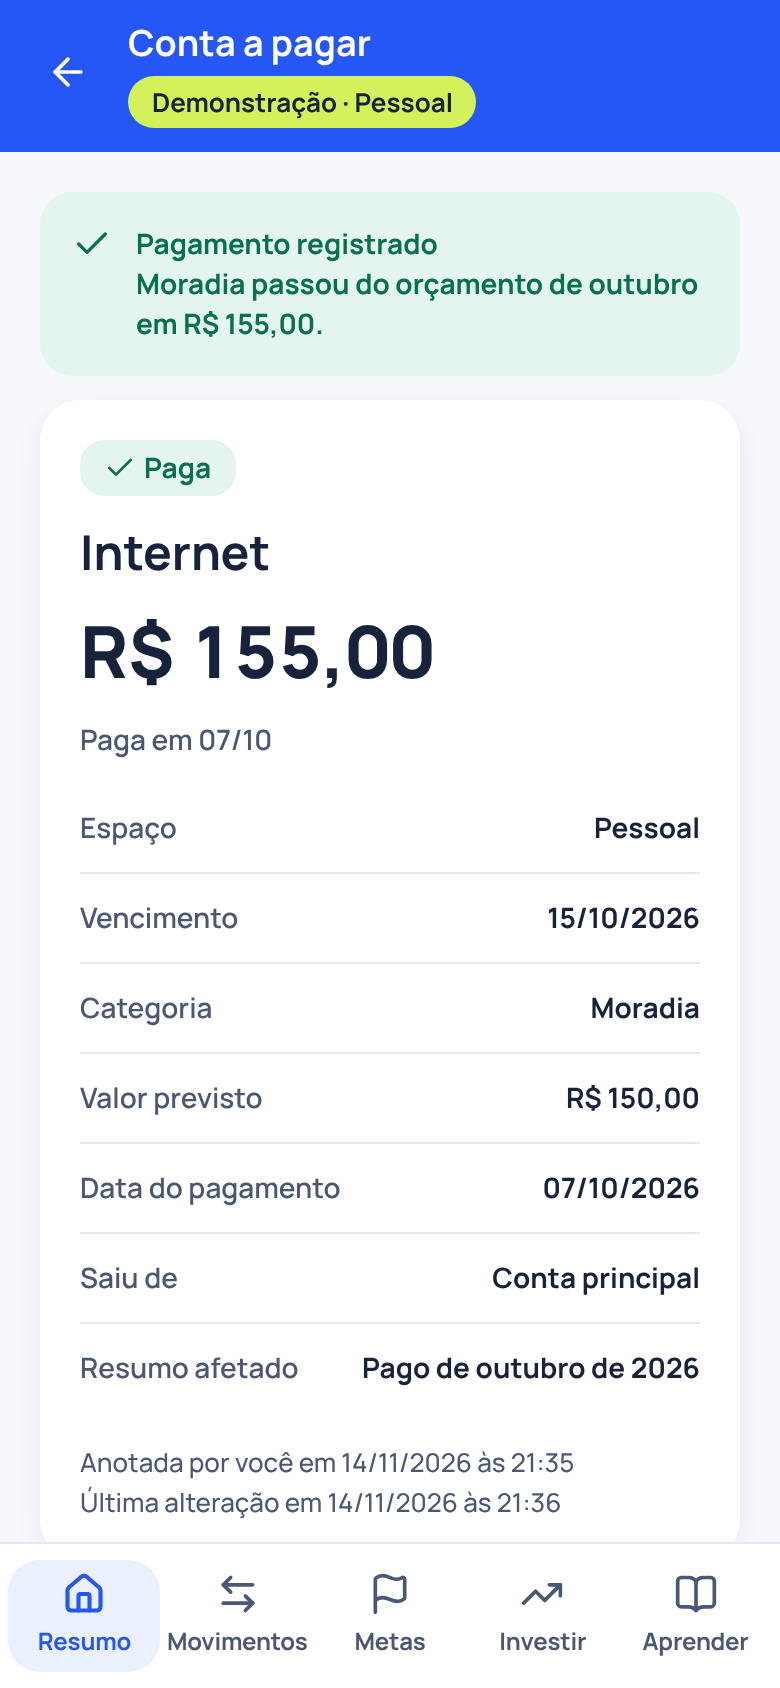 Conta a pagar
Demonstração · Pessoal
Pagamento registrado
Moradia passou do orçamento de outubro
em R$ 155,00.
Paga
Internet
R$ 155,00
Paga em 07/10
Espaço Pessoal
Vencimento 15/10/2026
Categoria Moradia
Valor previsto R$ 150,00
Data do pagamento 07/10/2026
Saiu de Conta principal
Resumo afetado Pago de outubro de 2026
Anotada por você em 14/11/2026 às 21:35
Última alteração em 14/11/2026 às 21:36
Resumo Movimentos Metas Investir Aprender